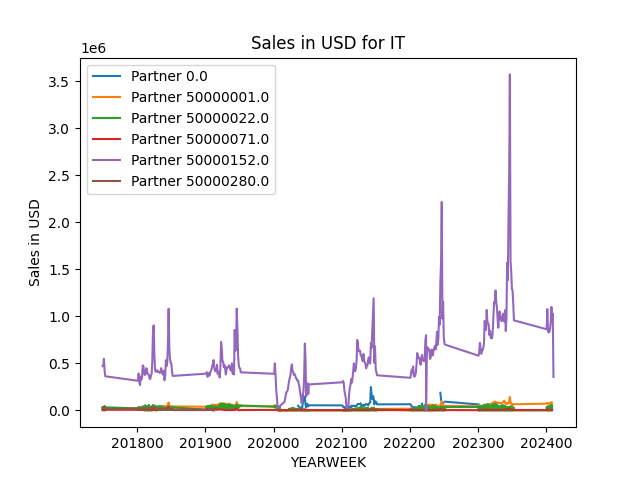 Sales in USD for IT
1e6
Partner 0.0
Partner 50000001.0
Partner 50000022.0
Partner 50000071.0
Partner 50000152.0
Partner 50000280.0
3.5
3.0
2.5
2.0
1.5
1.0
0.5
0.0
Sales in USD
201800 201900 202000 202100 202200 202300 202400
YEARWEEK